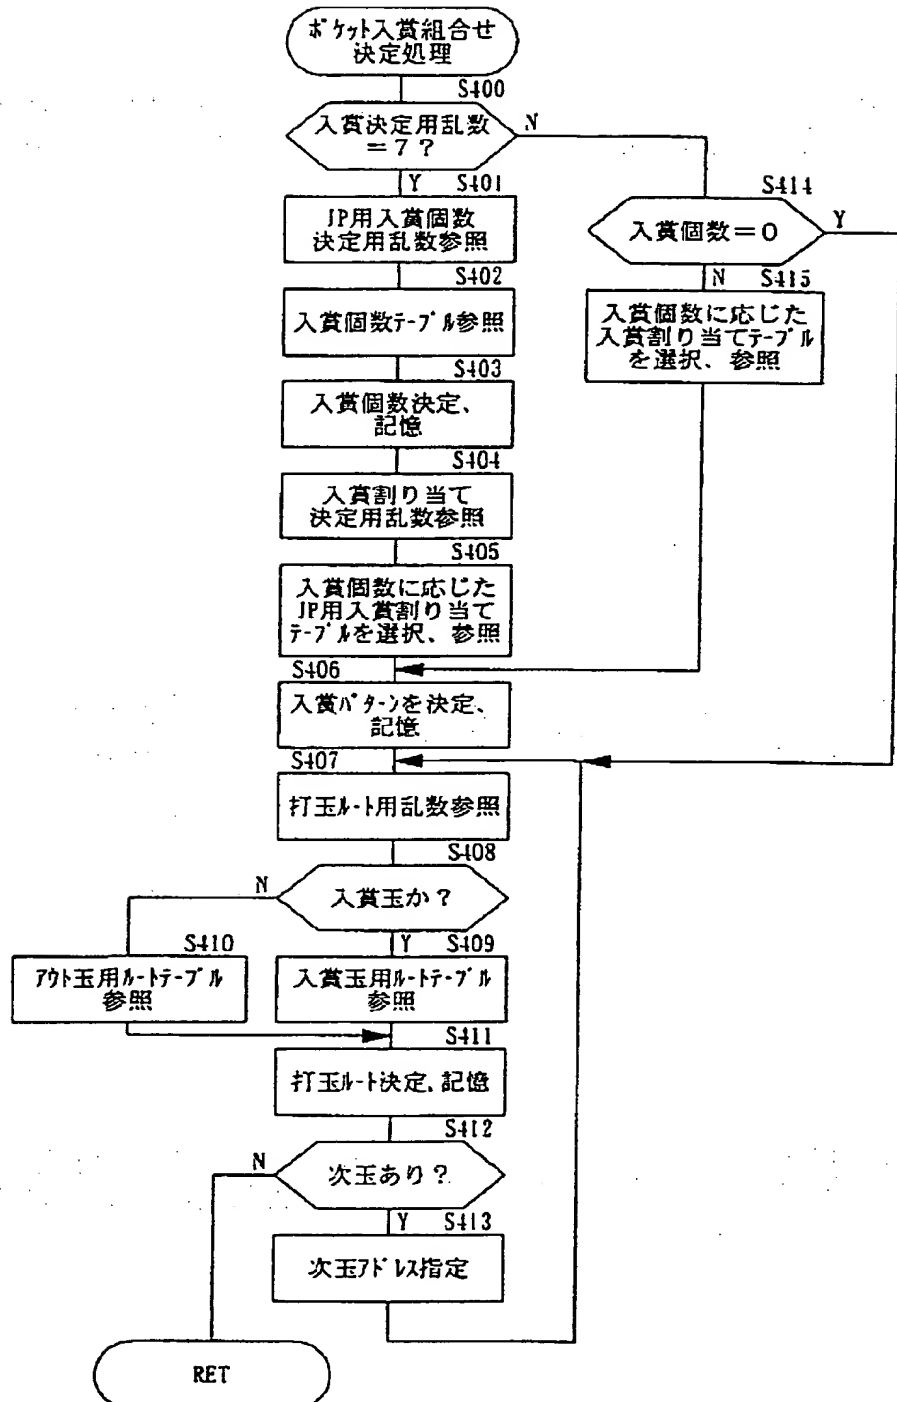 ポケット入賞組合せ
決定処理
S400
入賞決定用乱数
=7?
N
Y
S401
JP用入賞個数
決定用乱数参照
S414
入賞個数=0
Y
N
S415
入賞個数に応じた
入賞割り当てテーブル
を選択、参照
S402
入賞個数テーブル参照
S403
入賞個数決定、
記憶
S404
入賞割り当て
決定用乱数参照
S405
入賞個数に応じた
JP用入賞割り当て
テーブルを選択、参照
S406
入賞パターンを決定、
記憶
S407
打玉ルート用乱数参照
S408
入賞玉か?
N
Y
S410
アウト玉用ルートテーブル
参照
S409
入賞玉用ルートテーブル
参照
S411
打玉ルート決定、記憶
S412
次玉あり?
N
Y
S413
次玉アドレス指定
RET